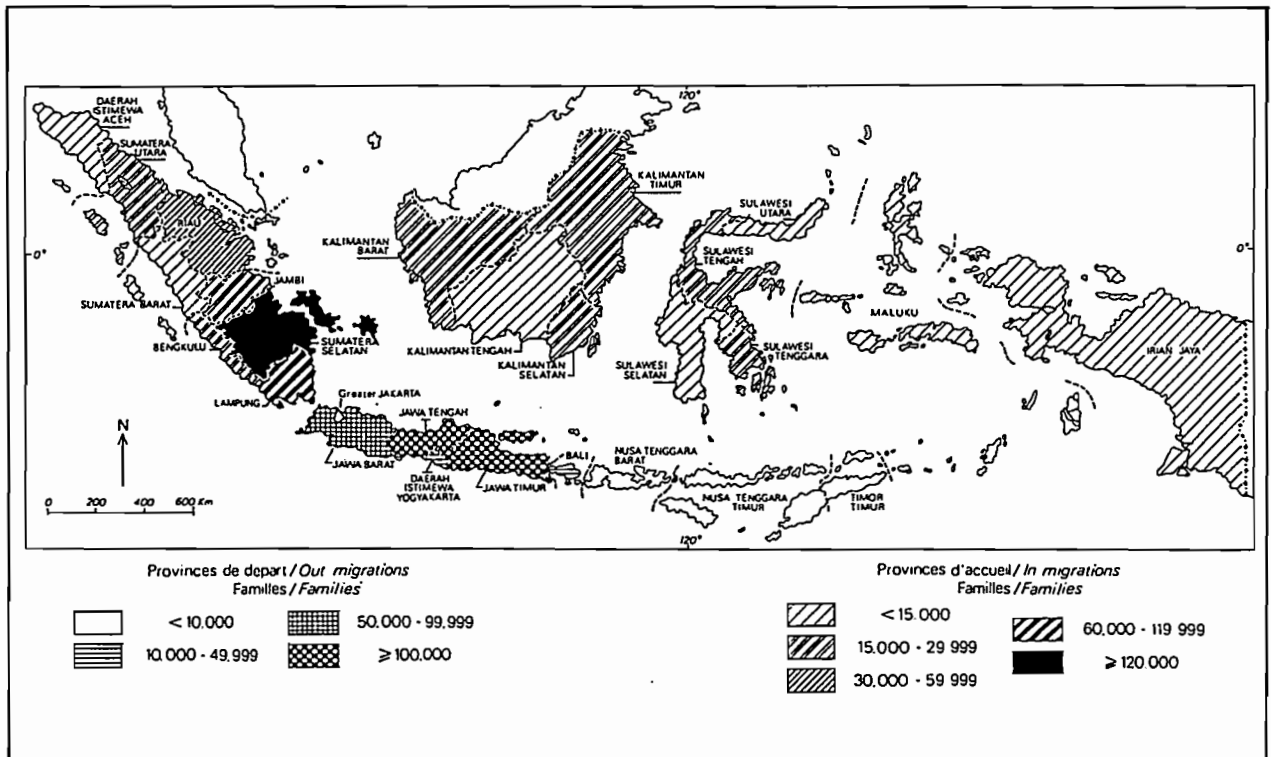 120°
DAERAH
ISTIMEWA
ACEH
SUMATERA
UTARA
RIAU
KALIMANTAN
TIMUR
SULAWESI
UTARA
KALIMANTAN
BARAT
SULAWESI
TENGAH
0°
0°
JAMBI
SUMATERA BARAT
MALUKU
BENGKULU
SUMATERA
SELATAN
KALIMANTAN TENGAH
KALIMANTAN
SELATAN
SULAWESI
TENGGARA
SULAWESI
SELATAN
IRIAN JAYA
LAMPUNG
Greater JAKARTA
JAWA TENGAH
N
JAWA BARAT
DAERAH
ISTIMEWA
YOGYAKARTA
JAWA TIMUR
BALI
NUSA TENGGARA
BARAT
NUSA TENGGARA
TIMUR
TIMOR
TIMUR
0 200 400 600 Km
120°
Provinces de depart / Out migrations
Familles / Families
< 10.000
10.000 - 49.999
50.000 - 99.999
≥ 100.000
Provinces d'accueil / In migrations
Familles / Families
< 15.000
15.000 - 29 999
30.000 - 59 999
60.000 - 119 999
≥ 120.000